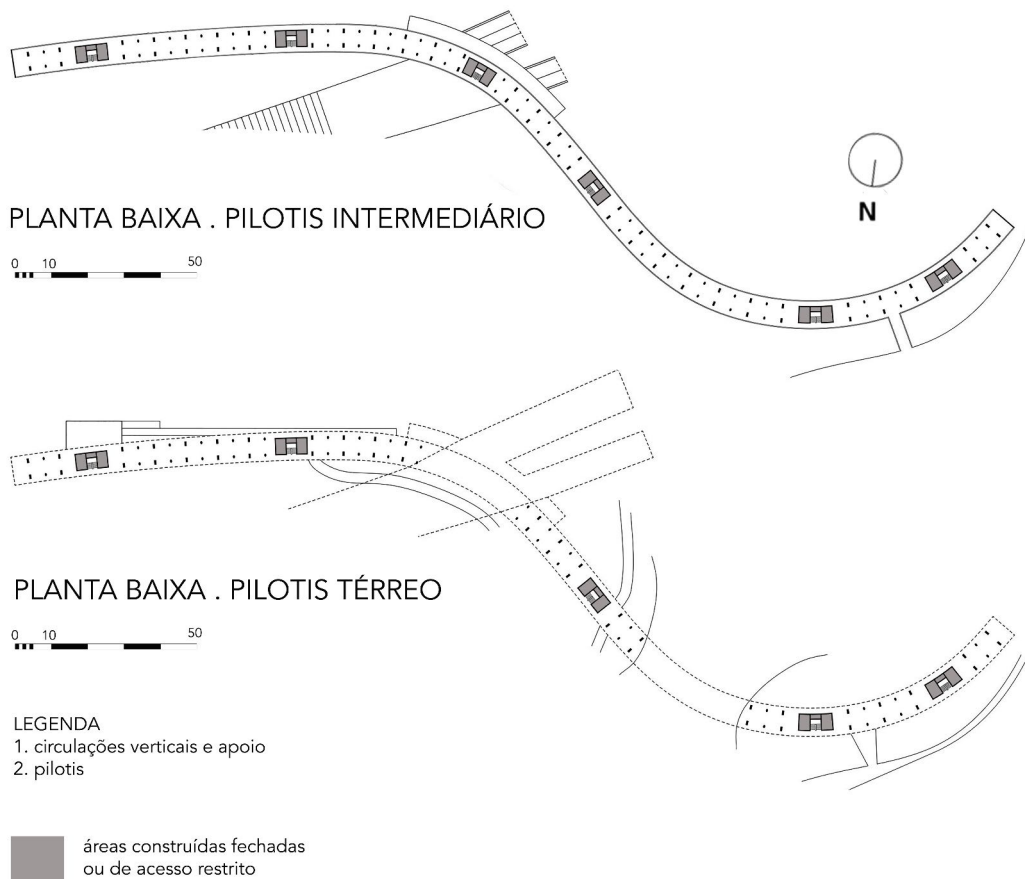 N
PLANTA BAIXA . PILOTIS INTERMEDIÁRIO
0 10 50
PLANTA BAIXA . PILOTIS TÉRREO
0 10 50
LEGENDA
1. circulações verticais e apoio
2. pilotis
áreas construídas fechadas
ou de acesso restrito